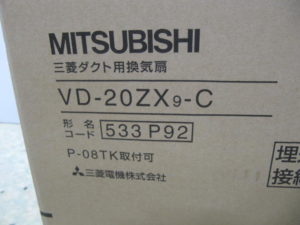 MITSUBISHI
三菱ダクト用換気扇
VD-20ZX9-C
形名コード 533 P92
P-08TK取付可
三菱電機株式会社
埋
接続